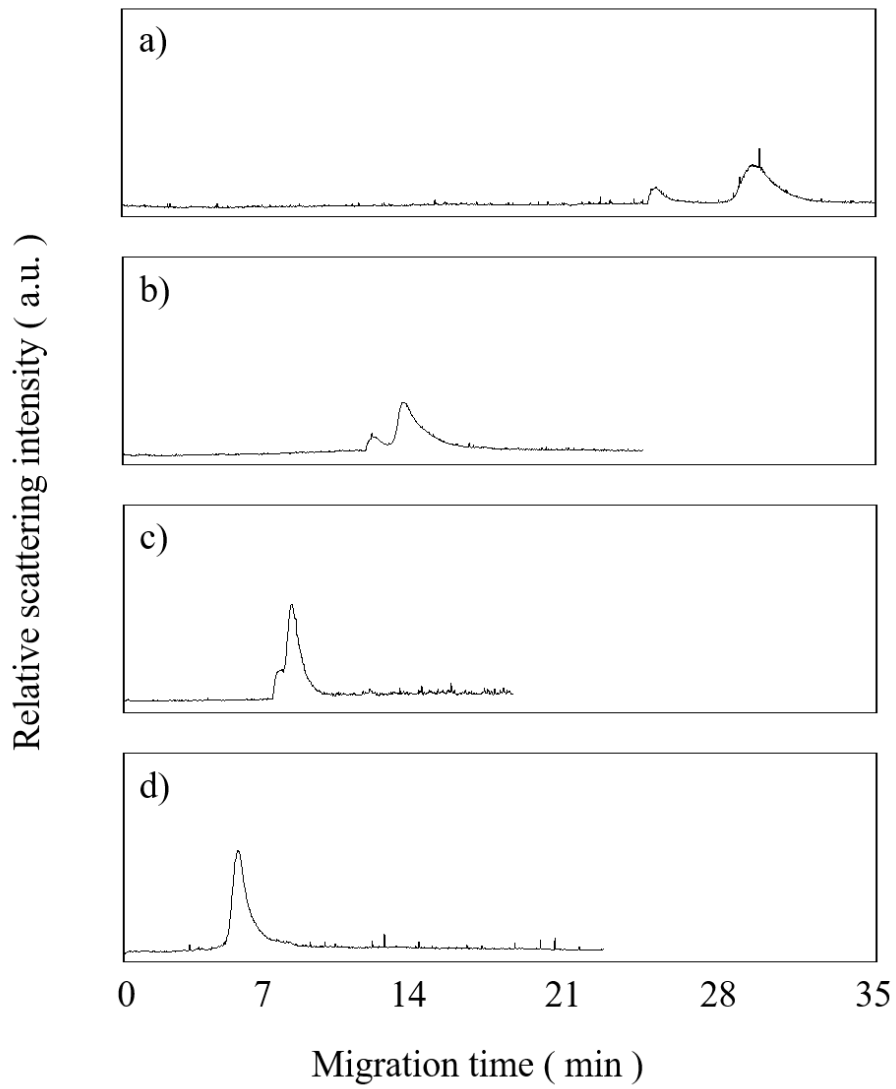 a)
b)
c)
d)
Relative scattering intensity ( a.u. )
0 7 14 21 28 35
Migration time ( min )